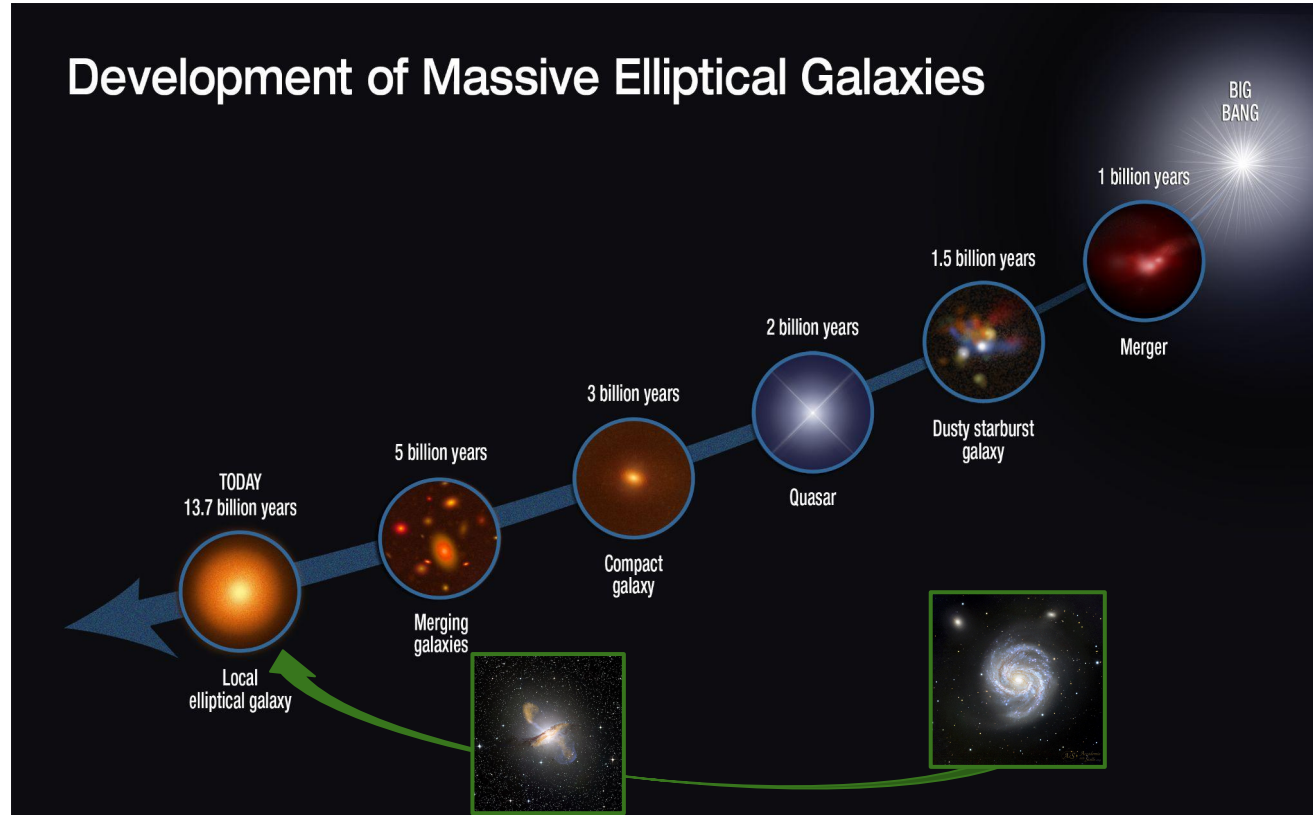 Development of Massive Elliptical Galaxies
BIG
BANG
1 billion years
Merger
1.5 billion years
Dusty starburst
galaxy
2 billion years
Quasar
3 billion years
Compact
galaxy
5 billion years
Merging
galaxies
TODAY
13.7 billion years
Local
elliptical galaxy